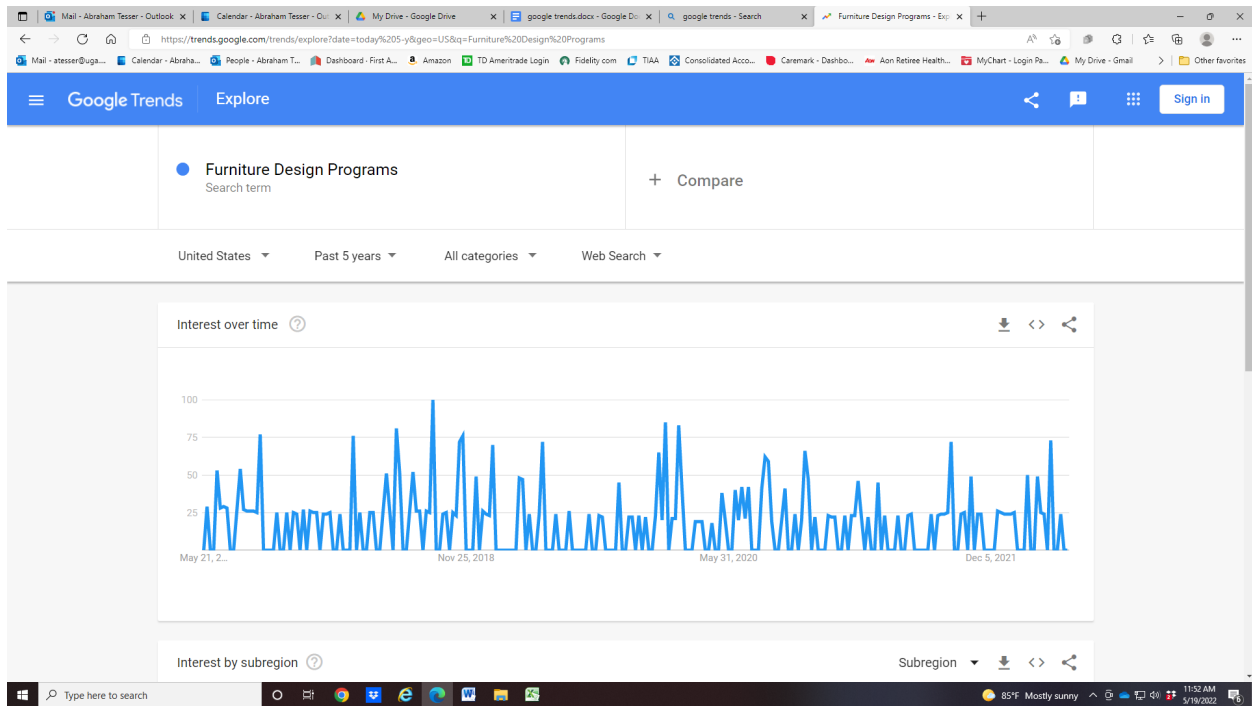 Mail - Abraham Tesser - Outlook
Calendar - Abraham Tesser - Out
My Drive - Google Drive
google trends.docx - Google Do
google trends - Search
Furniture Design Programs - Exp
https://trends.google.com/trends/explore?date=today%205-y&geo=US&q=Furniture%20Design%20Programs
Mail - atesser@uga...
Calendar - Abraha...
People - Abraham T...
Dashboard - First A...
Amazon
TD Ameritrade Login
Fidelity com
TIAA
Consolidated Acco...
Caremark - Dashbo...
Aon Retiree Health...
MyChart - Login Pa...
My Drive - Gmail
Other favorites
Google Trends
Explore
Sign in
Furniture Design Programs
Search term
+ Compare
United States
Past 5 years
All categories
Web Search
Interest over time
100
75
50
25
May 21, 2...
Nov 25, 2018
May 31, 2020
Dec 5, 2021
Interest by subregion
Subregion
Type here to search
85°F Mostly sunny
11:52 AM
5/19/2022